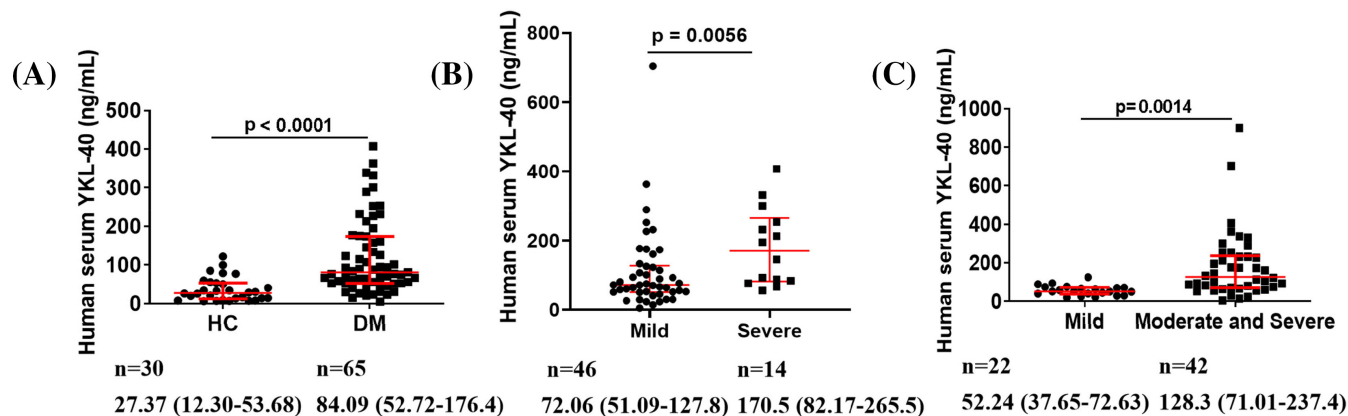 (A)
Human serum YKL-40 (ng/mL)
500
400
300
200
100
0
p < 0.0001
HC DM
n=30 n=65
27.37 (12.30-53.68) 84.09 (52.72-176.4)
(B)
Human serum YKL-40 (ng/mL)
800
600
400
200
0
p = 0.0056
Mild Severe
n=46 n=14
72.06 (51.09-127.8) 170.5 (82.17-265.5)
(C)
Human serum YKL-40 (ng/mL)
1000
800
600
400
200
0
p=0.0014
Mild Moderate and Severe
n=22 n=42
52.24 (37.65-72.63) 128.3 (71.01-237.4)